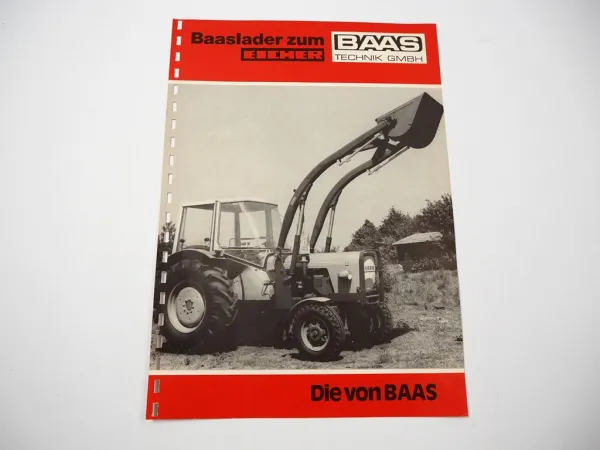 Baaslader zum
EICHER
BAAS
TECHNIK GMBH
Die von BAAS